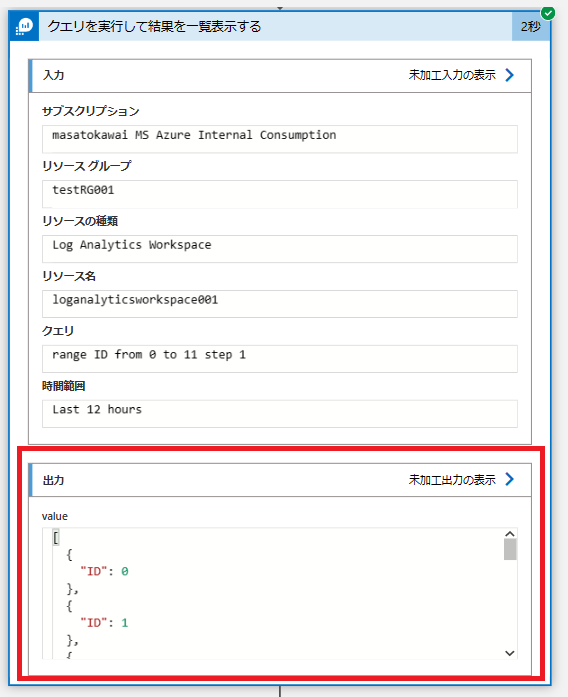 クエリを実行して結果を一覧表示する 2秒
入力 未加工入力の表示
サブスクリプション
masatokawai MS Azure Internal Consumption
リソース グループ
testRG001
リソースの種類
Log Analytics Workspace
リソース名
loganalyticsworkspace001
クエリ
range ID from 0 to 11 step 1
時間範囲
Last 12 hours
出力 未加工出力の表示
value
[
{
"ID": 0
},
{
"ID": 1
},
{